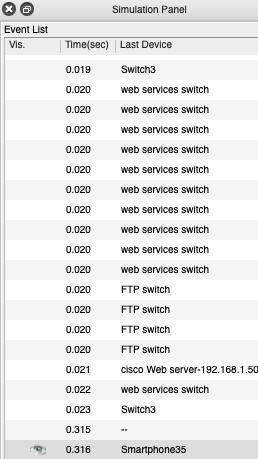 Simulation Panel
Event List
Vis. Time(sec) Last Device
0.019 Switch3
0.020 web services switch
0.020 web services switch
0.020 web services switch
0.020 web services switch
0.020 web services switch
0.020 web services switch
0.020 web services switch
0.020 web services switch
0.020 web services switch
0.020 web services switch
0.020 FTP switch
0.020 FTP switch
0.020 FTP switch
0.020 FTP switch
0.021 cisco Web server-192.168.1.50
0.022 web services switch
0.023 Switch3
0.315 --
0.316 Smartphone35